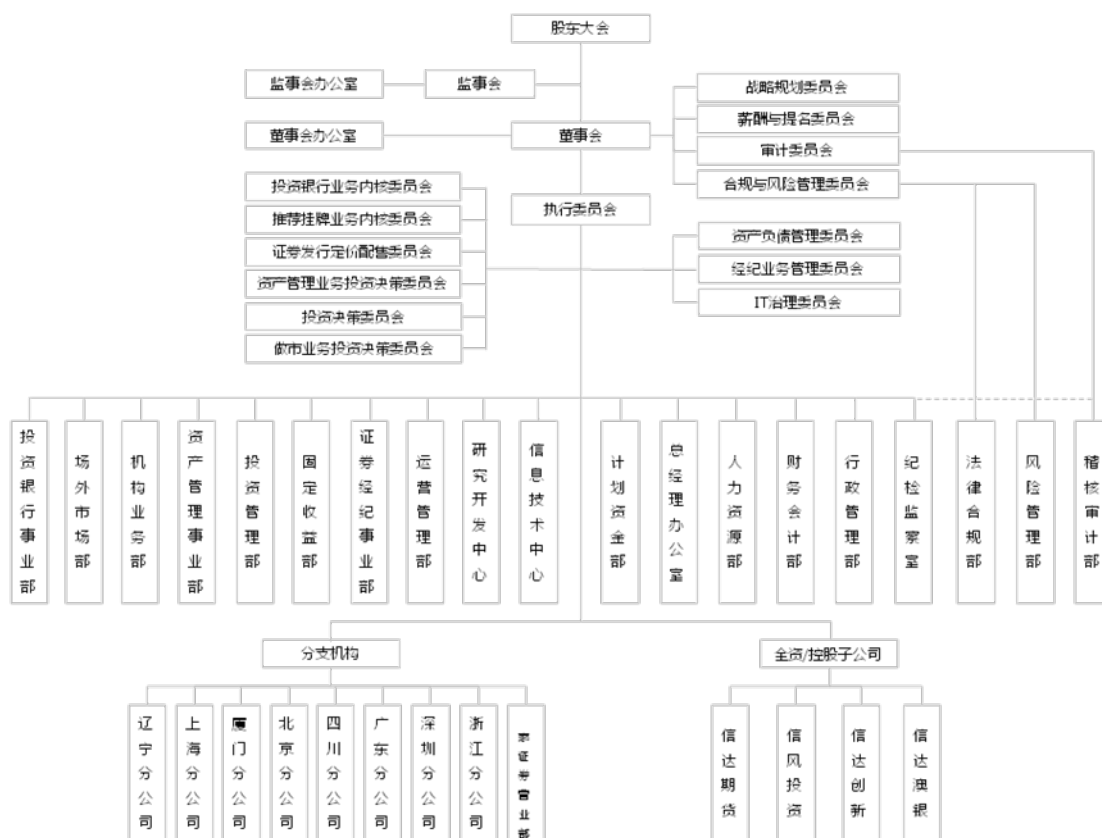 股东大会
监事会办公室
监事会
战略规划委员会
薪酬与提名委员会
董事会办公室
董事会
审计委员会
合规与风险管理委员会
投资银行业务内核委员会
推荐挂牌业务内核委员会
执行委员会
证券发行定价配售委员会
资产管理业务投资决策委员会
投资决策委员会
做市业务投资决策委员会
资产负债管理委员会
经纪业务管理委员会
IT治理委员会
投资银行事业部
场外市场部
机构业务部
资产管理事业部
投资管理部
固定收益部
证券经纪事业部
运营管理部
研究开发中心
信息技术中心
计划资金部
总经理办公室
人力资源部
财务会计部
行政管理部
纪检监察室
法律合规部
风险管理部
稽核审计部
分支机构
全资/控股子公司
辽宁分公司
上海分公司
厦门分公司
北京分公司
四川分公司
广东分公司
深圳分公司
浙江分公司
证券营业部
信达期货
信风投资
信达创新
信达澳银